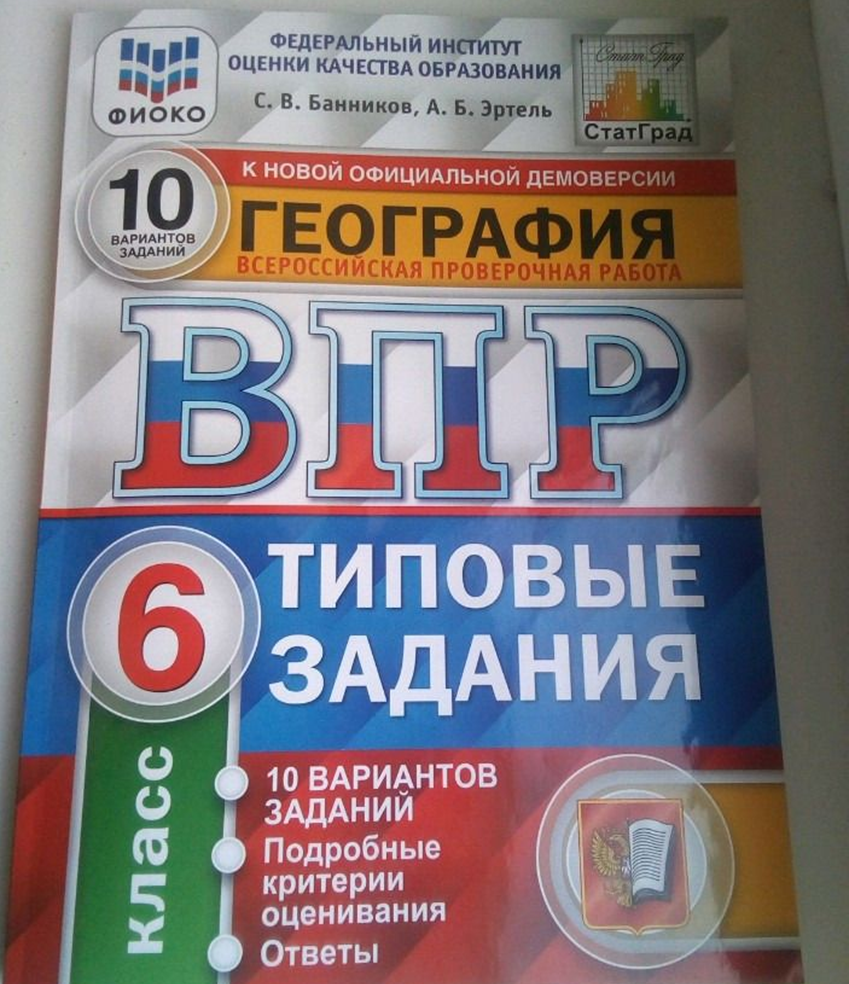 ФИОКО
ФЕДЕРАЛЬНЫЙ ИНСТИТУТ
ОЦЕНКИ КАЧЕСТВА ОБРАЗОВАНИЯ
С. В. Банников, А. Б. Эртель
СтатГрад
СтатГрад
К НОВОЙ ОФИЦИАЛЬНОЙ ДЕМОВЕРСИИ
10
ВАРИАНТОВ
ЗАДАНИЙ
ГЕОГРАФИЯ
ВСЕРОССИЙСКАЯ ПРОВЕРОЧНАЯ РАБОТА
ВПР
6
класс
ТИПОВЫЕ
ЗАДАНИЯ
10 ВАРИАНТОВ
ЗАДАНИЙ
Подробные
критерии
оценивания
Ответы